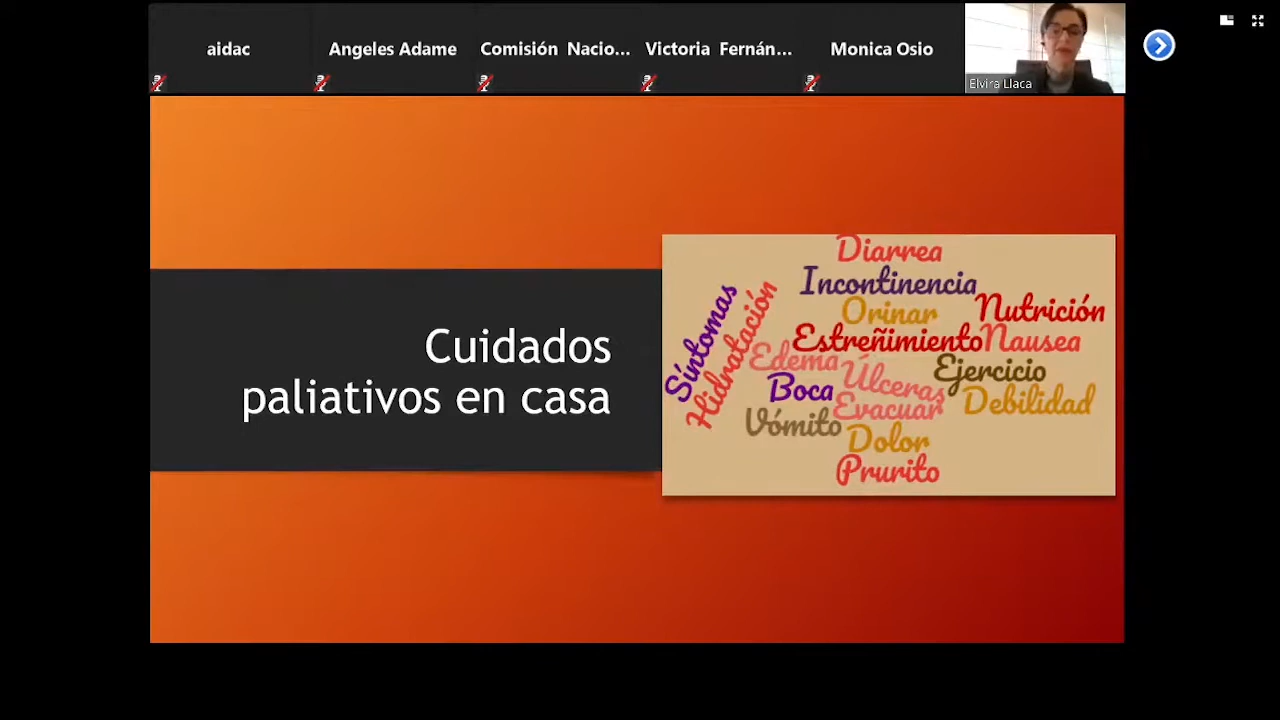 aidac
Angeles Adame
Comisión Nacio...
Victoria Fernán...
Monica Osio
Elvira Llaca
Cuidados
paliativos en casa
Diarrea
Incontinencia
Orinar
Nutrición
Estreñimiento
Nausea
Síntomas
Hidratación
Edema
Úlceras
Ejercicio
Boca
Evacuar
Debilidad
Vómito
Dolor
Prurito